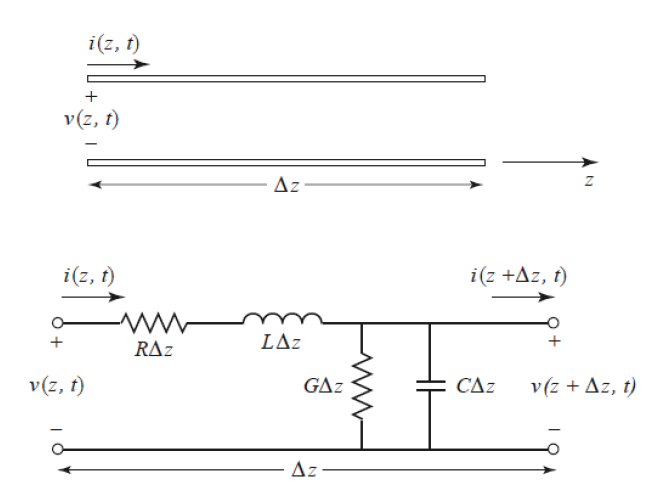 i(z, t)
+
v(z, t)
−
Δz
z
i(z, t)
i(z +Δz, t)
+
RΔz
LΔz
+
v(z, t)
GΔz
CΔz
v(z + Δz, t)
−
−
Δz